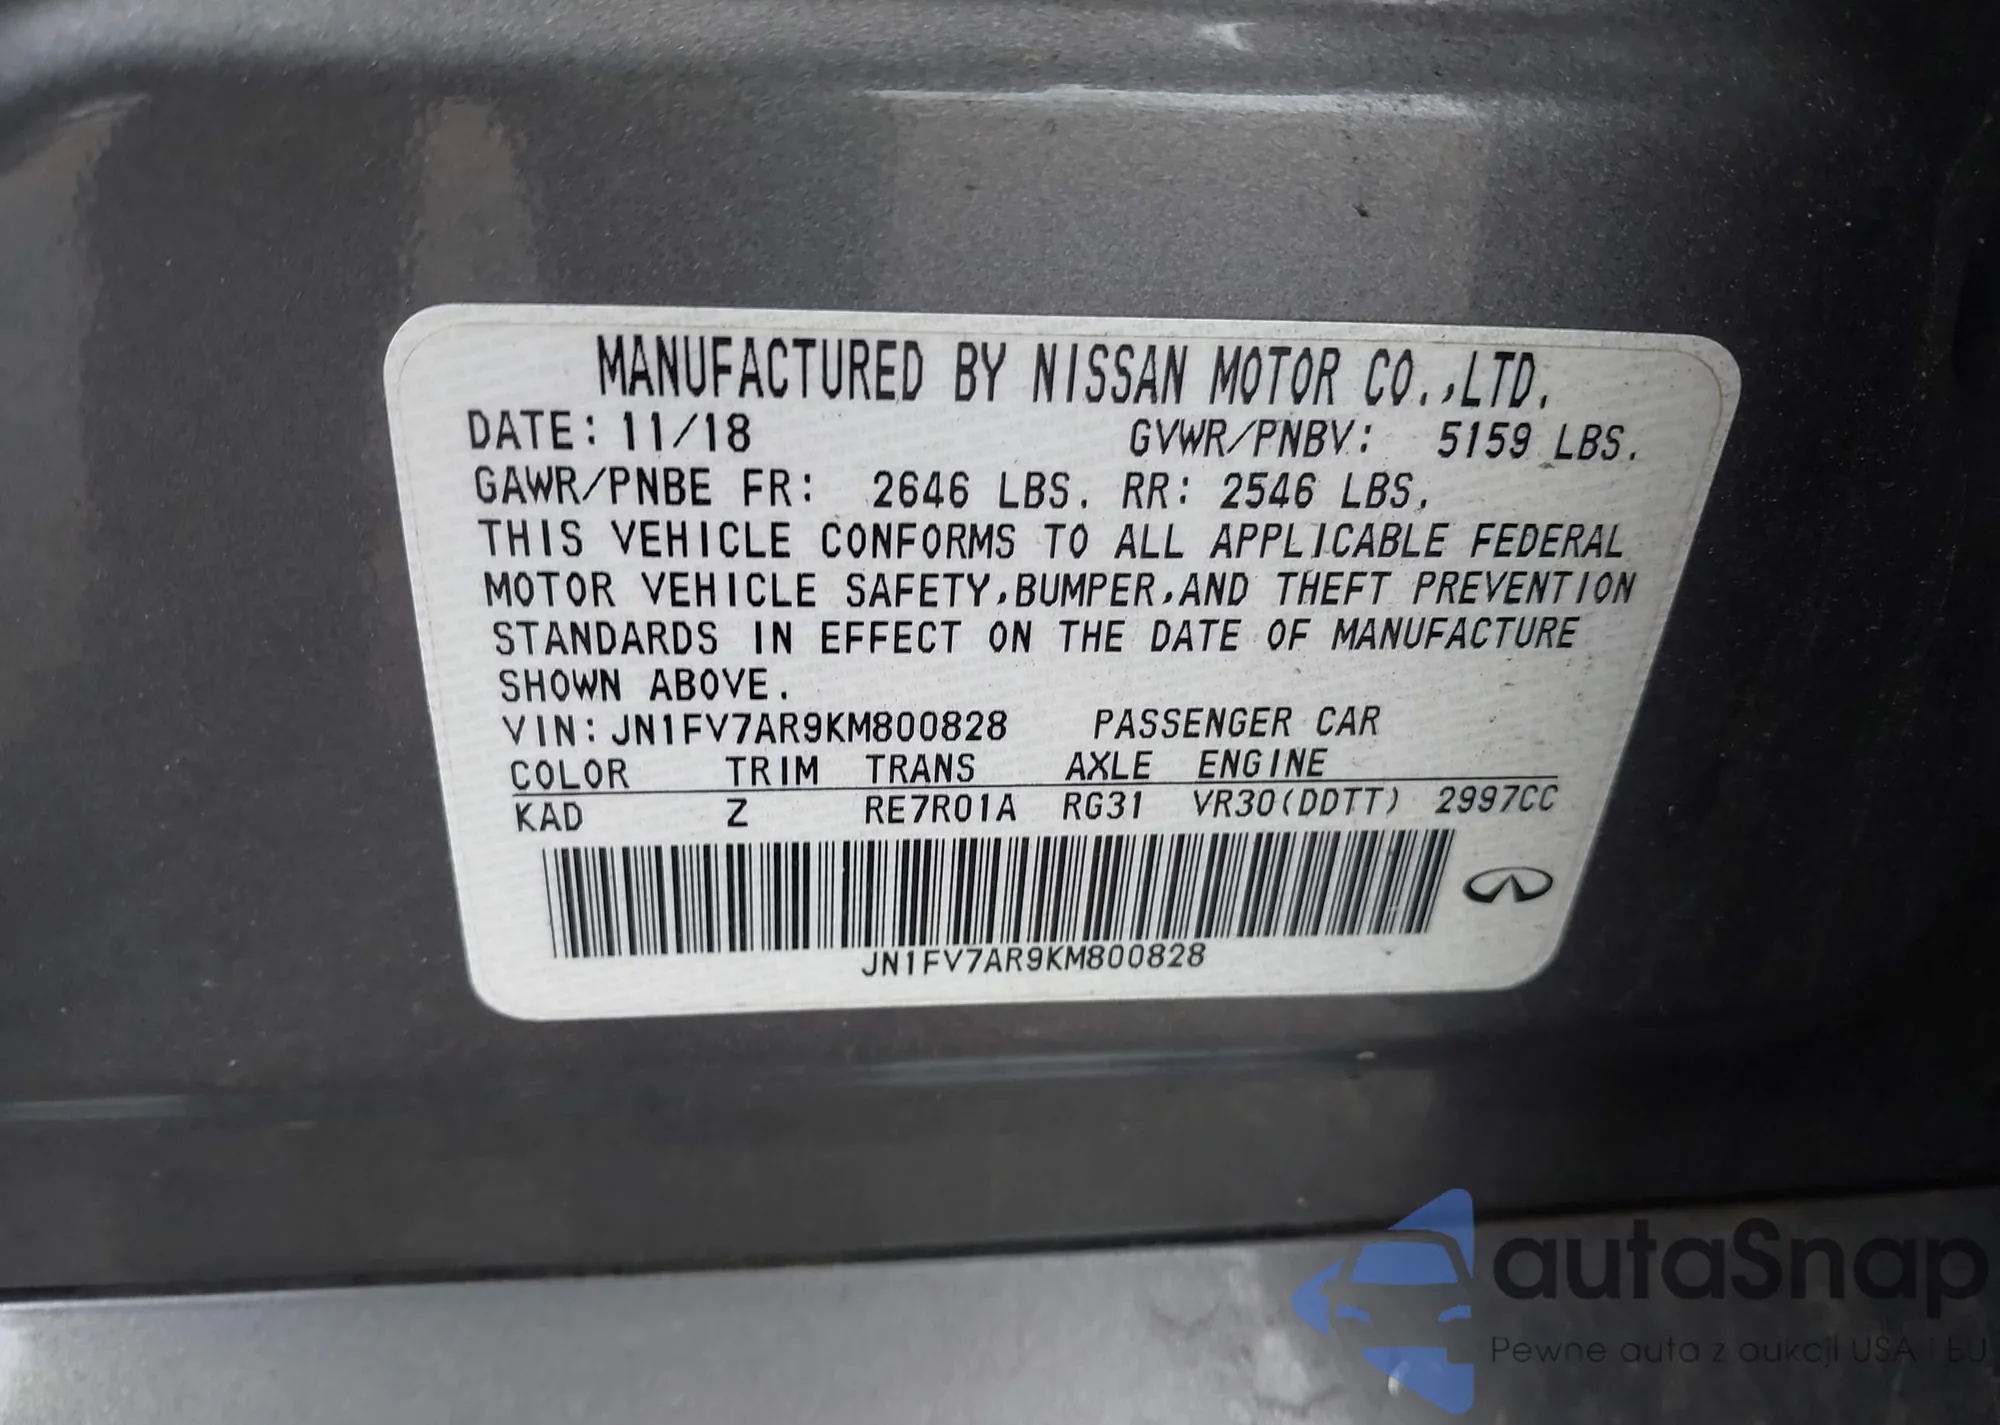 MANUFACTURED BY NISSAN MOTOR CO.,LTD.
DATE: 11/18 GVWR/PNBV: 5159 LBS.
GAWR/PNBE FR: 2646 LBS. RR: 2546 LBS.
THIS VEHICLE CONFORMS TO ALL APPLICABLE FEDERAL
MOTOR VEHICLE SAFETY,BUMPER,AND THEFT PREVENTION
STANDARDS IN EFFECT ON THE DATE OF MANUFACTURE
SHOWN ABOVE.
VIN:JN1FV7AR9KM800828 PASSENGER CAR
COLOR TRIM TRANS AXLE ENGINE
KAD Z RE7R01A RG31 VR30(DDTT) 2997CC
JN1FV7AR9KM800828
autaSnap
Pewne auta z aukcji USA i EU